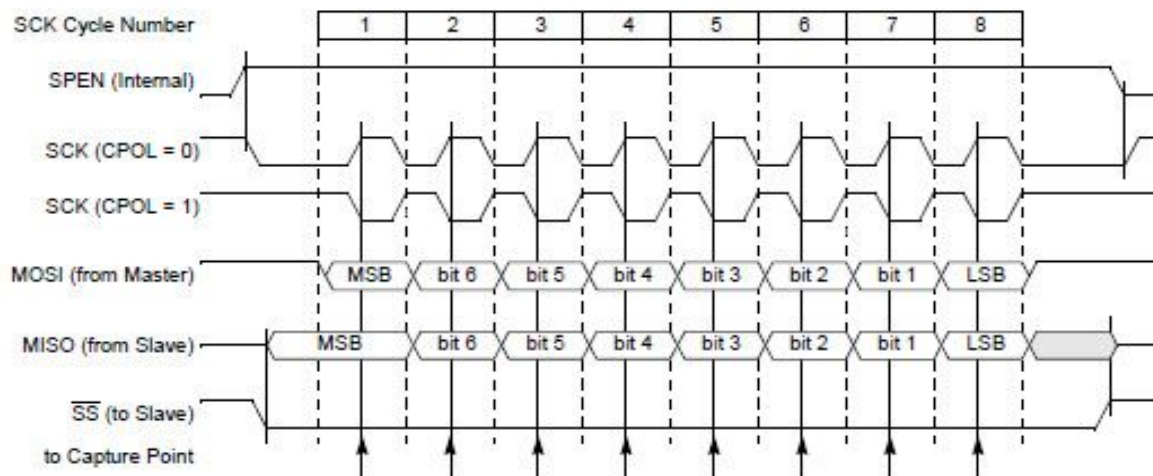 SCK Cycle Number 1 2 3 4 5 6 7 8
SPEN (Internal)
SCK (CPOL = 0)
SCK (CPOL = 1)
MOSI (from Master) MSB bit 6 bit 5 bit 4 bit 3 bit 2 bit 1 LSB
MISO (from Slave) MSB bit 6 bit 5 bit 4 bit 3 bit 2 bit 1 LSB
SS (to Slave)
to Capture Point